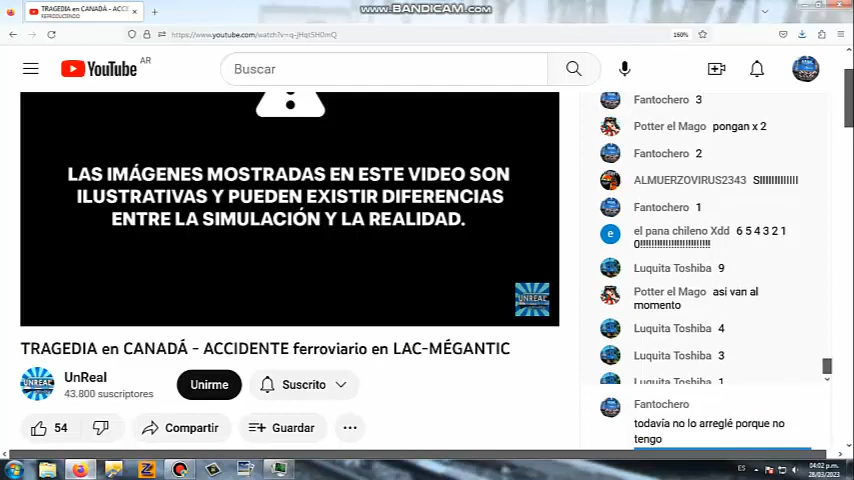 www.BANDICAM.com
TRAGEDIA en CANADÁ - ACCIDE
REPRODUCIENDO
https://www.youtube.com/watch?v=q-jHqtSH0mQ
160%
YouTube AR
Buscar
LAS IMÁGENES MOSTRADAS EN ESTE VIDEO SON
ILUSTRATIVAS Y PUEDEN EXISTIR DIFERENCIAS
ENTRE LA SIMULACIÓN Y LA REALIDAD.
UNREAL
TRAGEDIA en CANADÁ - ACCIDENTE ferroviario en LAC-MÉGANTIC
UNREAL
UnReal
43.800 suscriptores
Unirme
Suscrito
54
Compartir
Guardar
Fantochero 3
Potter el Mago pongan x 2
Fantochero 2
ALMUERZOVIRUS2343 SIIIIIIIIIIII
Fantochero 1
e
el pana chileno Xdd 6 5 4 3 2 1
0!!!!!!!!!!!!!!!!!!!!!!!!!
Luquita Toshiba 9
Potter el Mago asi van al
momento
Luquita Toshiba 4
Luquita Toshiba 3
Luquita Toshiba 1
Fantochero
todavía no lo arreglé porque no
tengo
ES
04:02 p.m.
28/03/2023